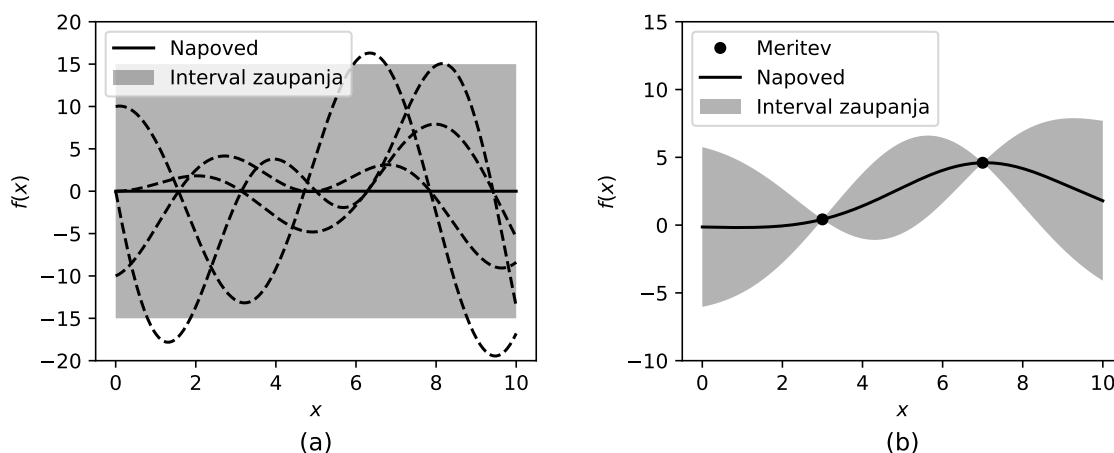 20
15
10
5
0
−5
−10
−15
−20
f(x)
Napoved
Interval zaupanja
0 2 4 6 8 10
x
(a)
15
10
5
0
−5
−10
f(x)
Meritev
Napoved
Interval zaupanja
0 2 4 6 8 10
x
(b)